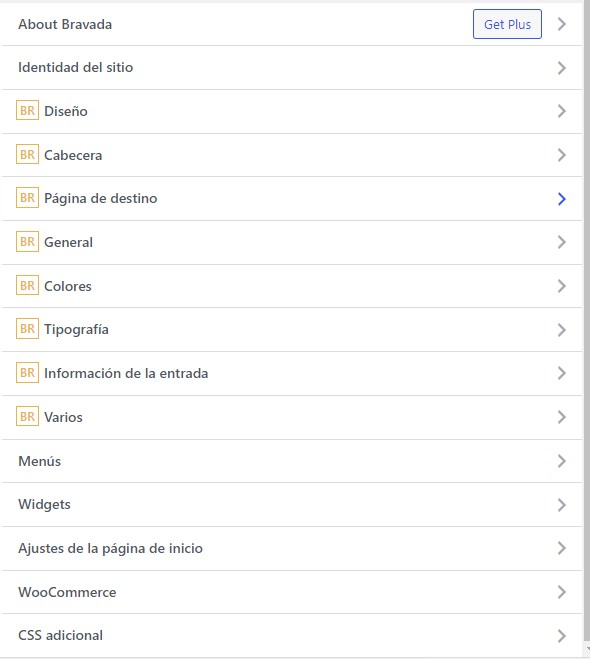 About Bravada Get Plus
Identidad del sitio
BR Diseño
BR Cabecera
BR Página de destino
BR General
BR Colores
BR Tipografía
BR Información de la entrada
BR Varios
Menús
Widgets
Ajustes de la página de inicio
WooCommerce
CSS adicional